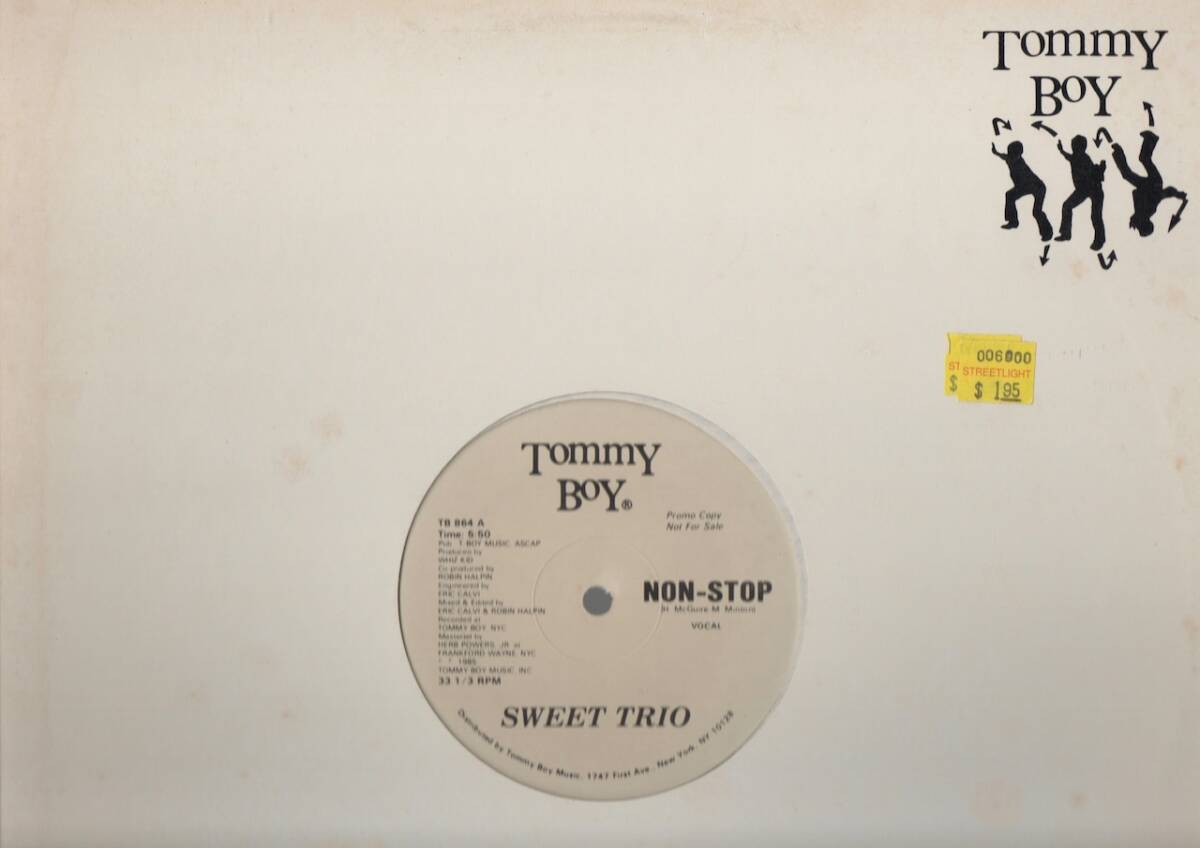 Tommy
Boy
006000
ST STREETLIGHT
$ $ 1.95
Tommy
Boy®
TB 864 A
Time: 5:50
Pub. T BOY MUSIC ASCAP
Produced by
WHIZ KID
Co-produced by
ROBIN HALPIN
Engineered by
ERIC CALVI
Mixed & Edited by
ERIC CALVI & ROBIN HALPIN
Recorded at
TOMMY BOY NYC
Mastered by
HERB POWERS JR at
FRANKFORD WAYNE, NYC
1985
TOMMY BOY MUSIC, INC
33 1/3 RPM
Promo Copy
Not For Sale
NON-STOP
McGuire M
VOCAL
SWEET TRIO
Distributed by Tommy Boy Music, 1747 First Ave., New York, NY 10128